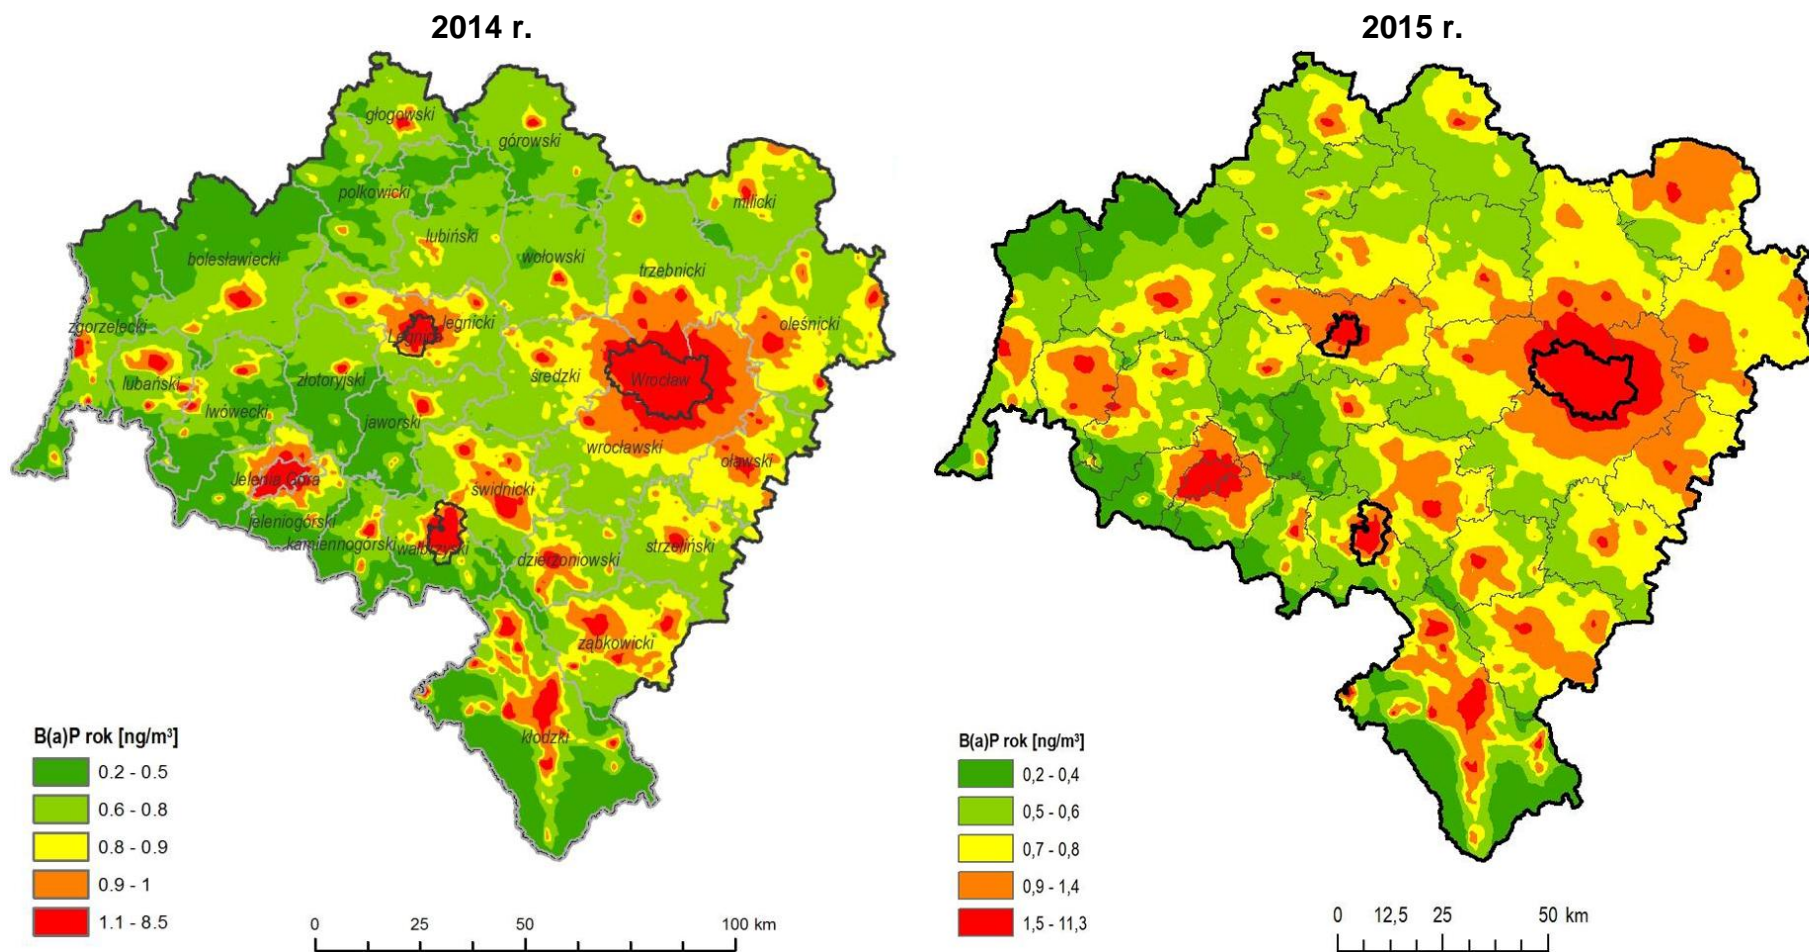 2014 r.
głogowski
górowski
polkowicki
milicki
lubiński
bolesławiecki
wołowski
trzebnicki
zgorzelecki
legnicki
Legnica
oleśnicki
lubański
złotoryjski
średzki
Wrocław
lwówecki
jaworski
wrocławski
oławski
Jelenia Góra
świdnicki
jeleniogórski
kamiennogórski
wałbrzyski
dzierżoniowski
strzeliński
ząbkowicki
kłodzki
B(a)P rok [ng/m³]
0.2 - 0.5
0.6 - 0.8
0.8 - 0.9
0.9 - 1
1.1 - 8.5
0 25 50 100 km
2015 r.
B(a)P rok [ng/m³]
0,2 - 0,4
0,5 - 0,6
0,7 - 0,8
0,9 - 1,4
1,5 - 11,3
0 12,5 25 50 km